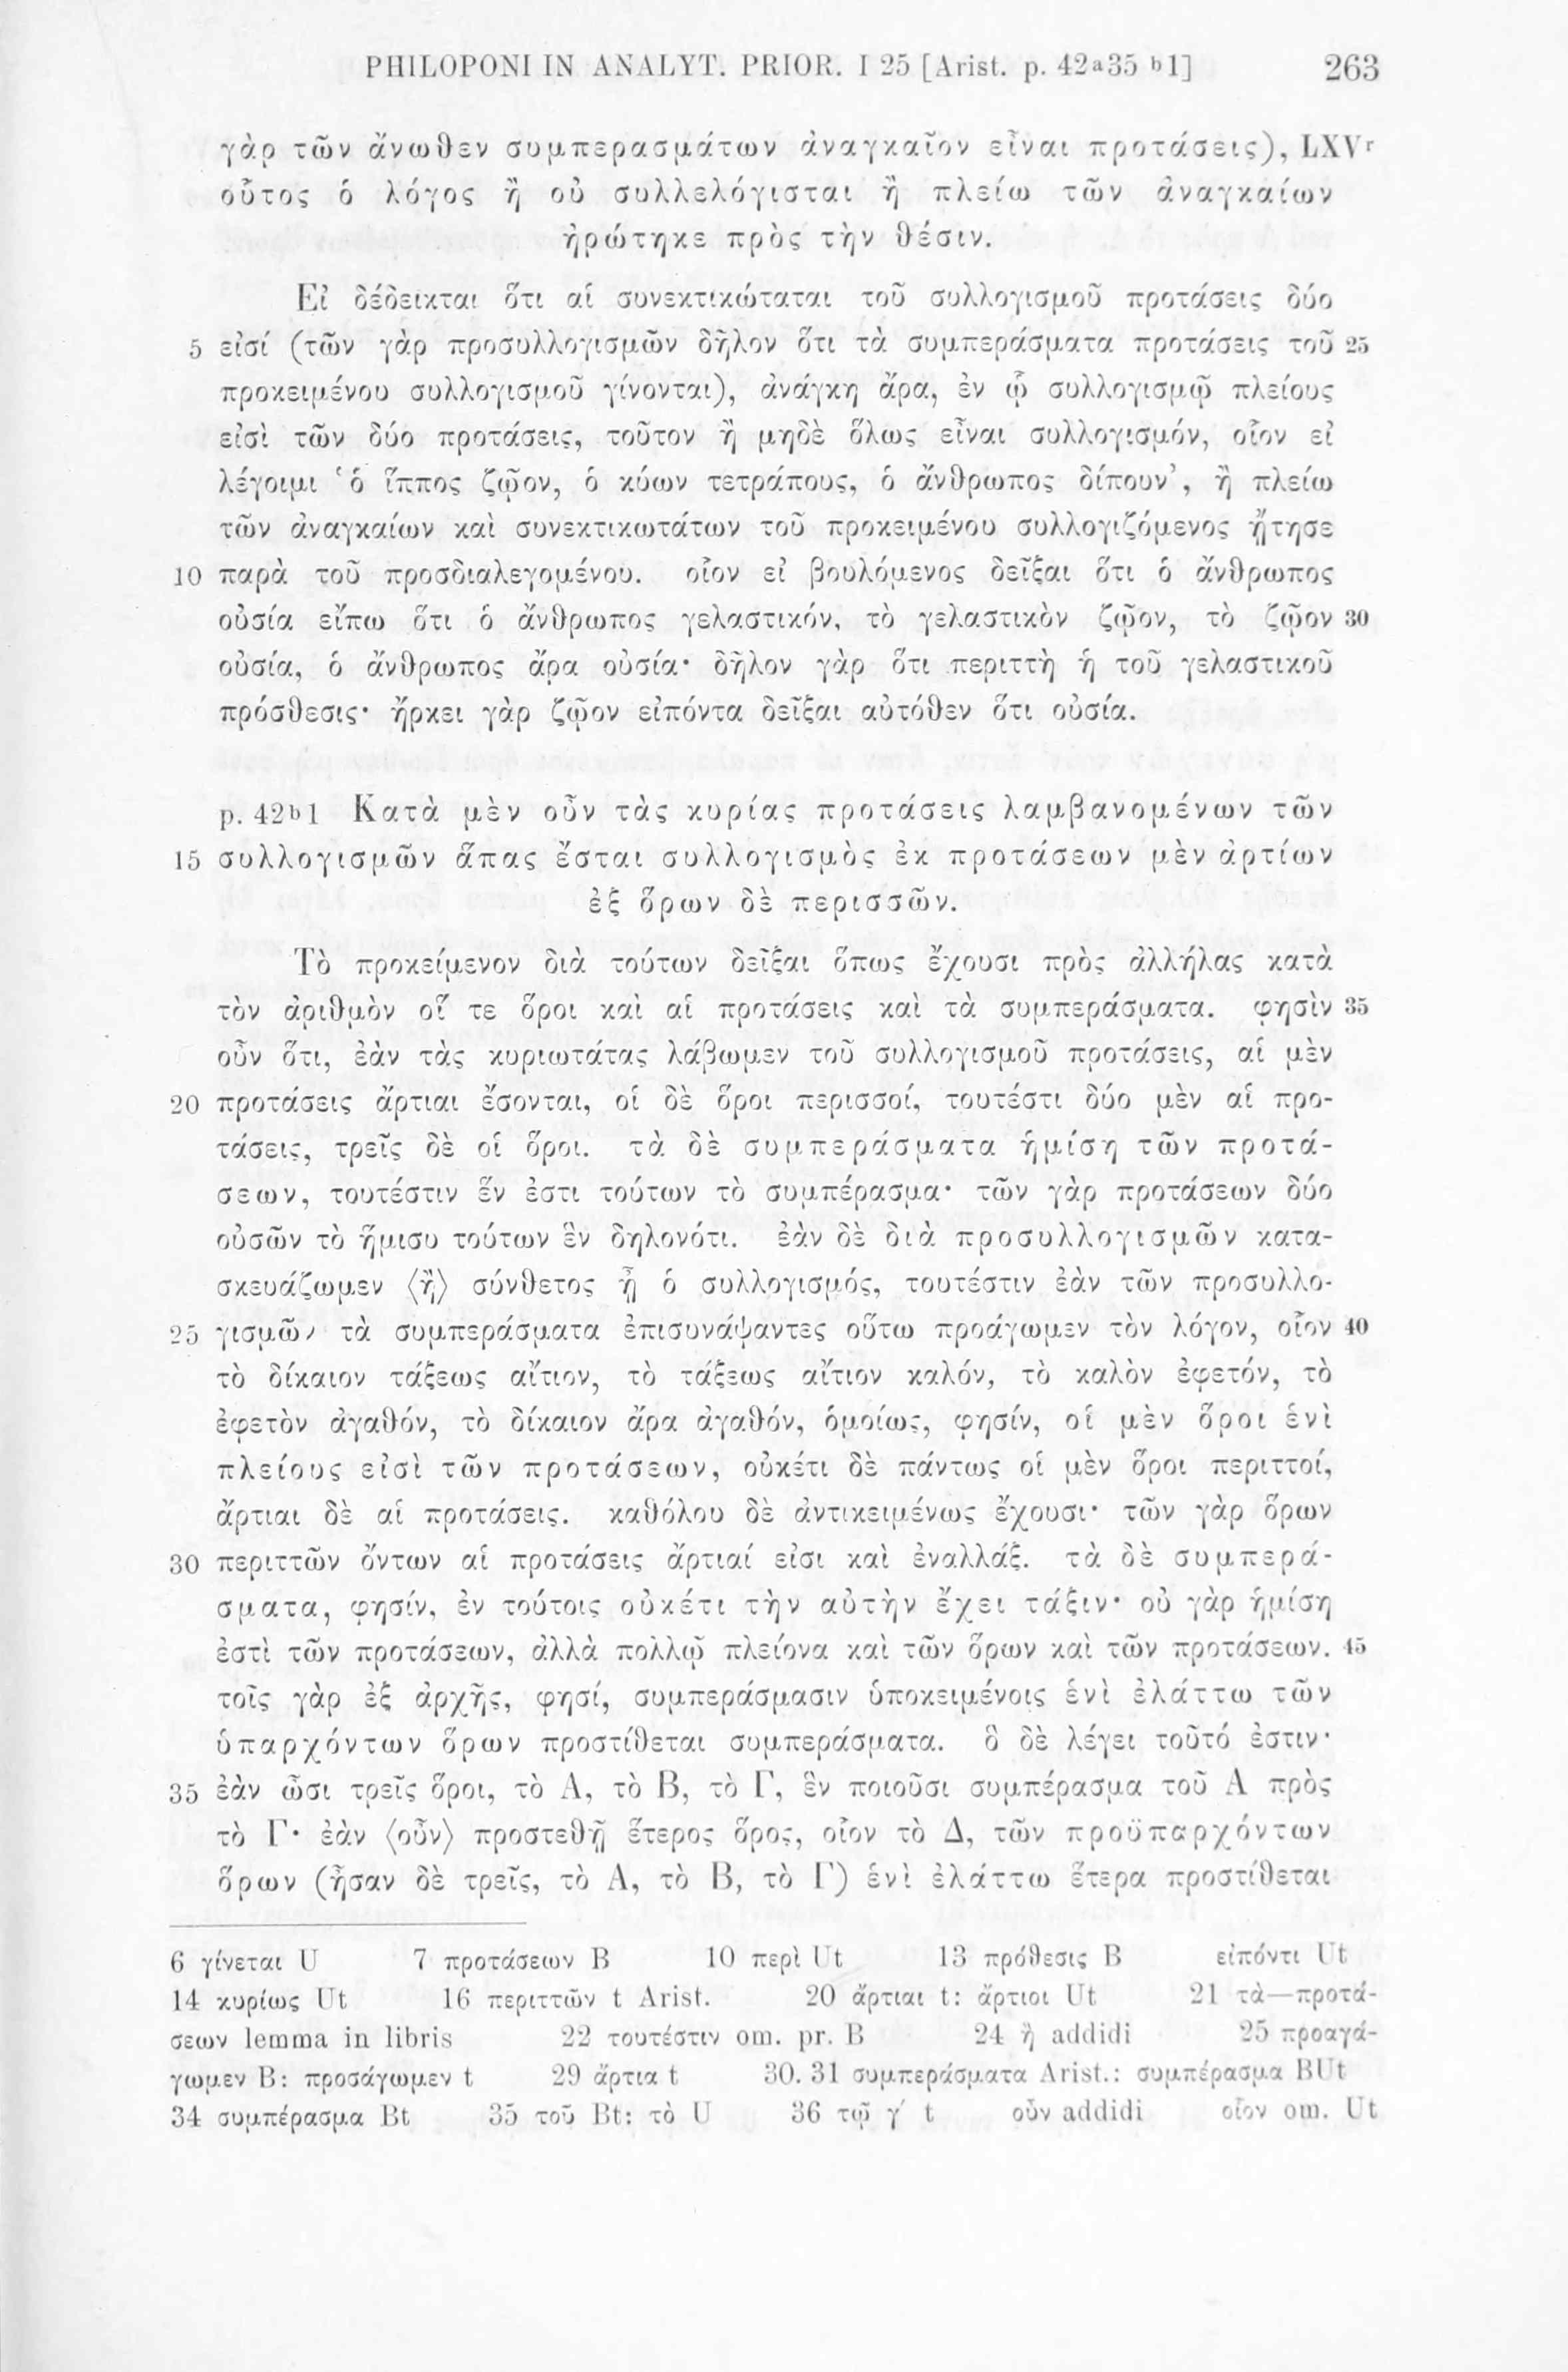 PHILOPONI IN ANALYT. PRIOR. I 25 [Arist. p. 42a35 b1] 263
γὰρ τῶν ἄνωθεν συμπερασμάτων ἀναγκαῖον εἶναι προτάσεις), LXVr
οὗτος ὁ λόγος ἢ οὐ συλλελόγισται ἢ πλείω τῶν ἀναγκαίων
ἠρώτηκε πρὸς τὴν θέσιν.
Εἰ δέδεικται ὅτι αἱ συνεκτικώταται τοῦ συλλογισμοῦ προτάσεις δύο
5 εἰσί (τῶν γὰρ προσυλλογισμῶν δῆλον ὅτι τὰ συμπεράσματα προτάσεις τοῦ 25
προκειμένου συλλογισμοῦ γίνονται), ἀνάγκη ἄρα, ἐν ᾧ συλλογισμῷ πλείους
εἰσὶ τῶν δύο προτάσεις, τοῦτον ἢ μηδὲ ὅλως εἶναι συλλογισμόν, οἷον εἰ
λέγοιμι ‘ὁ ἵππος ζῷον, ὁ κύων τετράπους, ὁ ἄνθρωπος δίπουν’, ἢ πλείω
τῶν ἀναγκαίων καὶ συνεκτικωτάτων τοῦ προκειμένου συλλογιζόμενος ᾔτησε
10 παρὰ τοῦ προσδιαλεγομένου. οἷον εἰ βουλόμενος δεῖξαι ὅτι ὁ ἄνθρωπος
οὐσία εἴπω ὅτι ὁ ἄνθρωπος γελαστικόν, τὸ γελαστικὸν ζῷον, τὸ ζῷον 30
οὐσία, ὁ ἄνθρωπος ἄρα οὐσία· δῆλον γὰρ ὅτι περιττὴ ἡ τοῦ γελαστικοῦ
πρόσθεσις· ἤρκει γὰρ ζῷον εἰπόντα δεῖξαι αὐτόθεν ὅτι οὐσία.
p. 42b1 Κατὰ μὲν οὖν τὰς κυρίας προτάσεις λαμβανομένων τῶν
15 συλλογισμῶν ἅπας ἔσται συλλογισμὸς ἐκ προτάσεων μὲν ἀρτίων
ἐξ ὅρων δὲ περισσῶν.
Τὸ προκείμενον διὰ τούτων δεῖξαι ὅπως ἔχουσι πρὸς ἀλλήλας κατὰ
τὸν ἀριθμὸν οἵ τε ὅροι καὶ αἱ προτάσεις καὶ τὰ συμπεράσματα. φησὶν 35
οὖν ὅτι, ἐὰν τὰς κυριωτάτας λάβωμεν τοῦ συλλογισμοῦ προτάσεις, αἱ μὲν
20 προτάσεις ἄρτιαι ἔσονται, οἱ δὲ ὅροι περισσοί, τουτέστι δύο μὲν αἱ προ-
τάσεις, τρεῖς δὲ οἱ ὅροι. τὰ δὲ συμπεράσματα ἡμίση τῶν προτά-
σεων, τουτέστιν ἕν ἐστι τούτων τὸ συμπέρασμα· τῶν γὰρ προτάσεων δύο
οὐσῶν τὸ ἥμισυ τούτων ἓν δηλονότι. ἐὰν δὲ διὰ προσυλλογισμῶν κατα-
σκευάζωμεν ⟨ἢ⟩ σύνθετος ᾖ ὁ συλλογισμός, τουτέστιν ἐὰν τῶν προσυλλο-
25 γισμῶν τὰ συμπεράσματα ἐπισυνάψαντες οὕτω προάγωμεν τὸν λόγον, οἷον 40
τὸ δίκαιον τάξεως αἴτιον, τὸ τάξεως αἴτιον καλόν, τὸ καλὸν ἐφετόν, τὸ
ἐφετὸν ἀγαθόν, τὸ δίκαιον ἄρα ἀγαθόν, ὁμοίως, φησίν, οἱ μὲν ὅροι ἑνὶ
πλείους εἰσὶ τῶν προτάσεων, οὐκέτι δὲ πάντως οἱ μὲν ὅροι περιττοί,
ἄρτιαι δὲ αἱ προτάσεις. καθόλου δὲ ἀντικειμένως ἔχουσι· τῶν γὰρ ὅρων
30 περιττῶν ὄντων αἱ προτάσεις ἄρτιαί εἰσι καὶ ἐναλλάξ. τὰ δὲ συμπερά-
σματα, φησίν, ἐν τούτοις οὐκέτι τὴν αὐτὴν ἔχει τάξιν· οὐ γὰρ ἡμίση
ἐστὶ τῶν προτάσεων, ἀλλὰ πολλῷ πλείονα καὶ τῶν ὅρων καὶ τῶν προτάσεων. 45
τοῖς γὰρ ἐξ ἀρχῆς, φησί, συμπεράσμασιν ὑποκειμένοις ἑνὶ ἐλάττω τῶν
ὑπαρχόντων ὅρων προστίθεται συμπεράσματα. ὃ δὲ λέγει τοῦτό ἐστιν·
35 ἐὰν ὦσι τρεῖς ὅροι, τὸ Α, τὸ Β, τὸ Γ, ἓν ποιοῦσι συμπέρασμα τοῦ Α πρὸς
τὸ Γ· ἐὰν ⟨οὖν⟩ προστεθῇ ἕτερος ὅρος, οἷον τὸ Δ, τῶν προϋπαρχόντων
ὅρων (ἦσαν δὲ τρεῖς, τὸ Α, τὸ Β, τὸ Γ) ἑνὶ ἐλάττω ἕτερα προστίθεται
6 γίνεται U 7 προτάσεων B 10 περὶ Ut 13 πρόθεσις B εἰπόντι Ut
14 κυρίως Ut 16 περιττῶν t Arist. 20 ἄρτιαι t: ἄρτιοι Ut 21 τὰ—προτά-
σεων lemma in libris 22 τουτέστιν om. pr. B 24 ἢ addidi 25 προαγά-
γωμεν B: προσάγωμεν t 29 ἄρτια t 30. 31 συμπεράσματα Arist.: συμπέρασμα BUt
34 συμπέρασμα Bt 35 τοῦ Bt: τὸ U 36 τῷ γ′ t οὖν addidi οἷον om. Ut